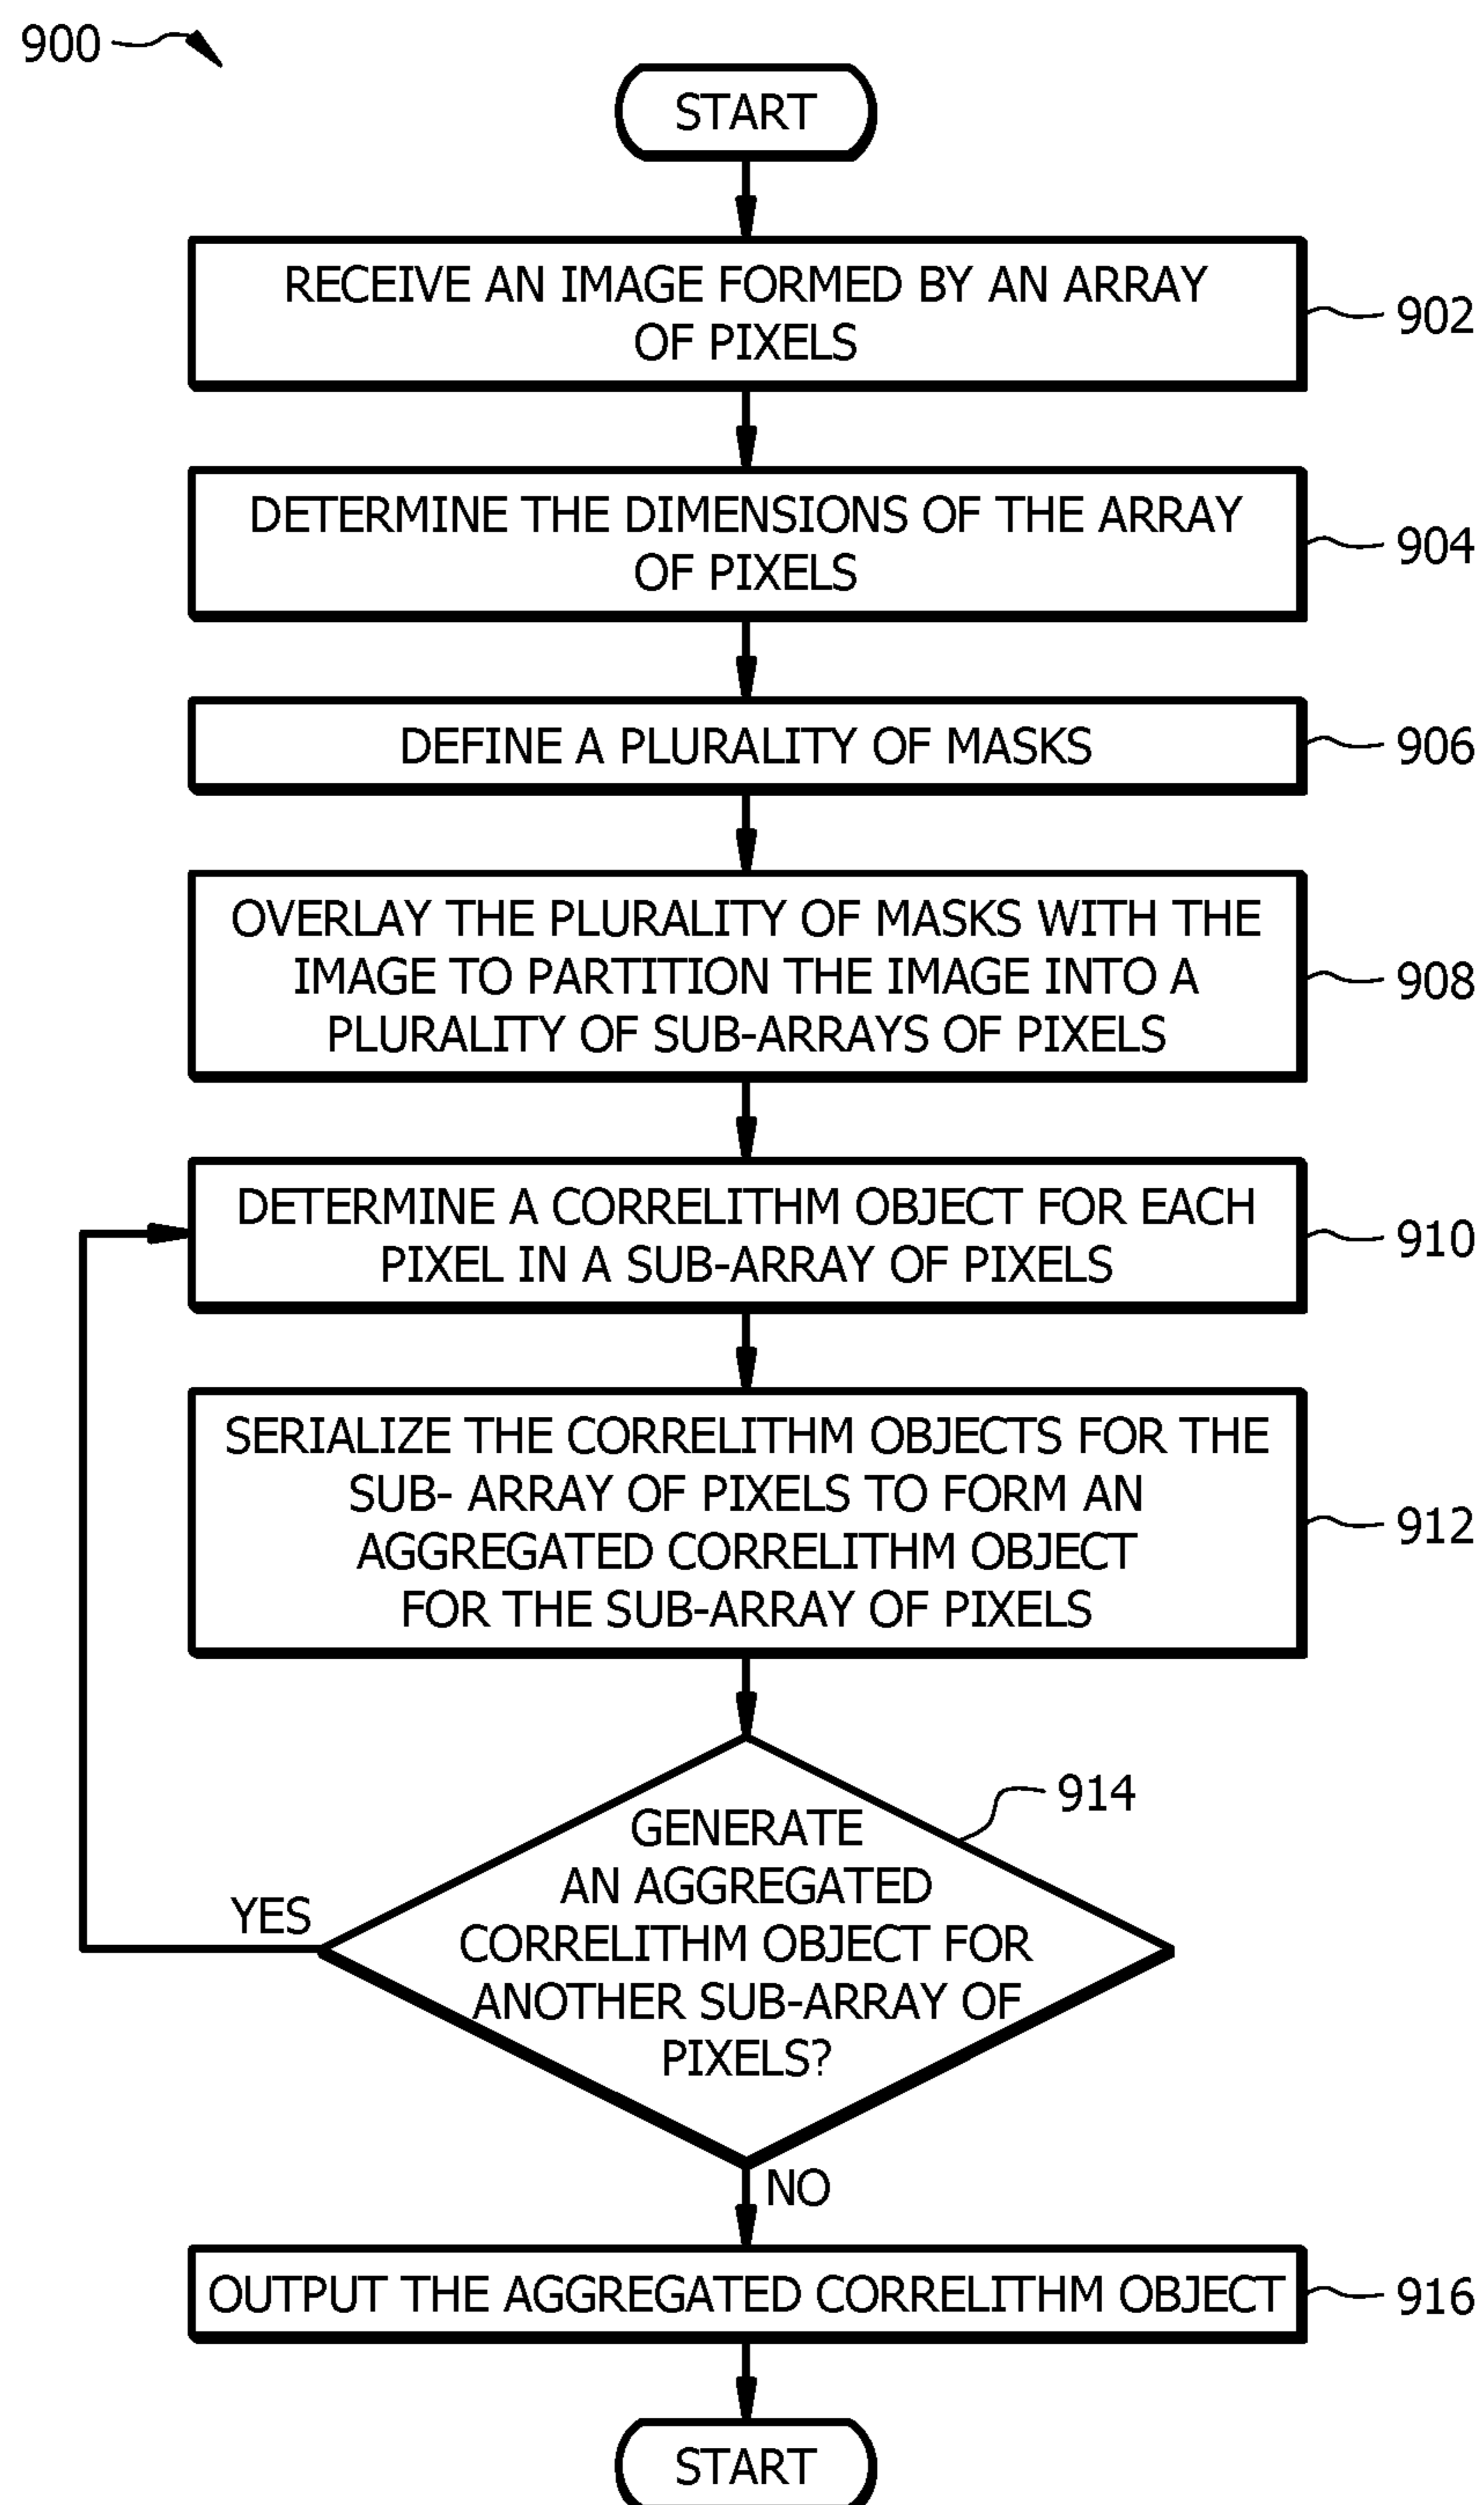 900
START
RECEIVE AN IMAGE FORMED BY AN ARRAY
OF PIXELS
902
DETERMINE THE DIMENSIONS OF THE ARRAY
OF PIXELS
904
DEFINE A PLURALITY OF MASKS
906
OVERLAY THE PLURALITY OF MASKS WITH THE
IMAGE TO PARTITION THE IMAGE INTO A
PLURALITY OF SUB-ARRAYS OF PIXELS
908
DETERMINE A CORRELITHM OBJECT FOR EACH
PIXEL IN A SUB-ARRAY OF PIXELS
910
SERIALIZE THE CORRELITHM OBJECTS FOR THE
SUB- ARRAY OF PIXELS TO FORM AN
AGGREGATED CORRELITHM OBJECT
FOR THE SUB-ARRAY OF PIXELS
912
GENERATE
AN AGGREGATED
CORRELITHM OBJECT FOR
ANOTHER SUB-ARRAY OF
PIXELS?
914
YES
NO
OUTPUT THE AGGREGATED CORRELITHM OBJECT
916
START